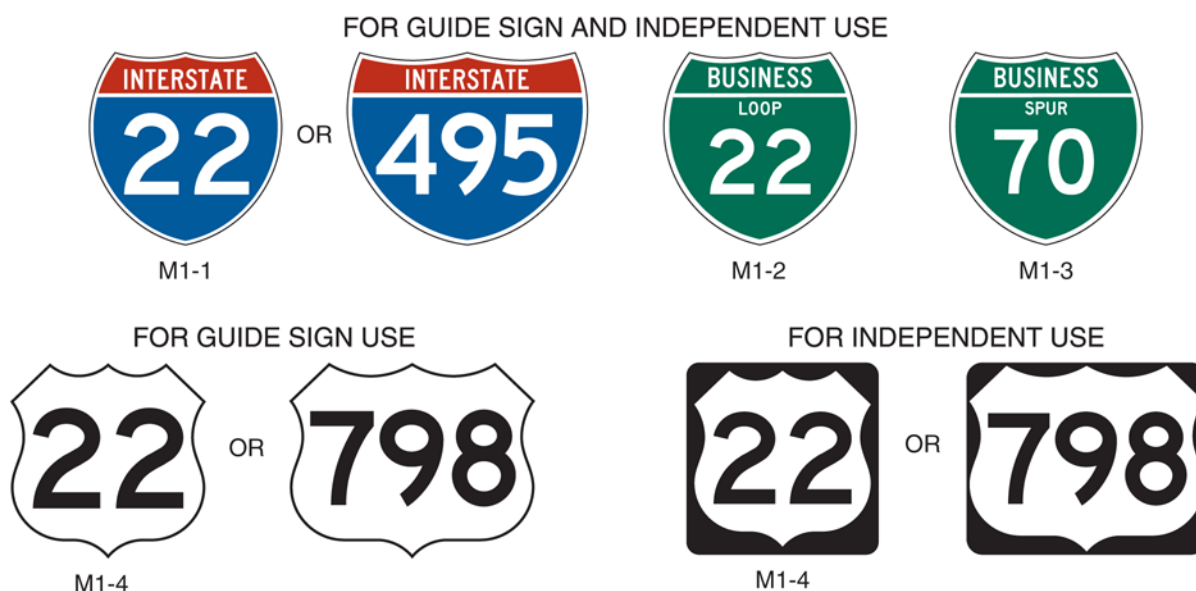 FOR GUIDE SIGN AND INDEPENDENT USE
INTERSTATE
22
OR
INTERSTATE
495
BUSINESS
LOOP
22
BUSINESS
SPUR
70
M1-1
M1-2
M1-3
FOR GUIDE SIGN USE
FOR INDEPENDENT USE
22
OR
798
22
OR
798
M1-4
M1-4